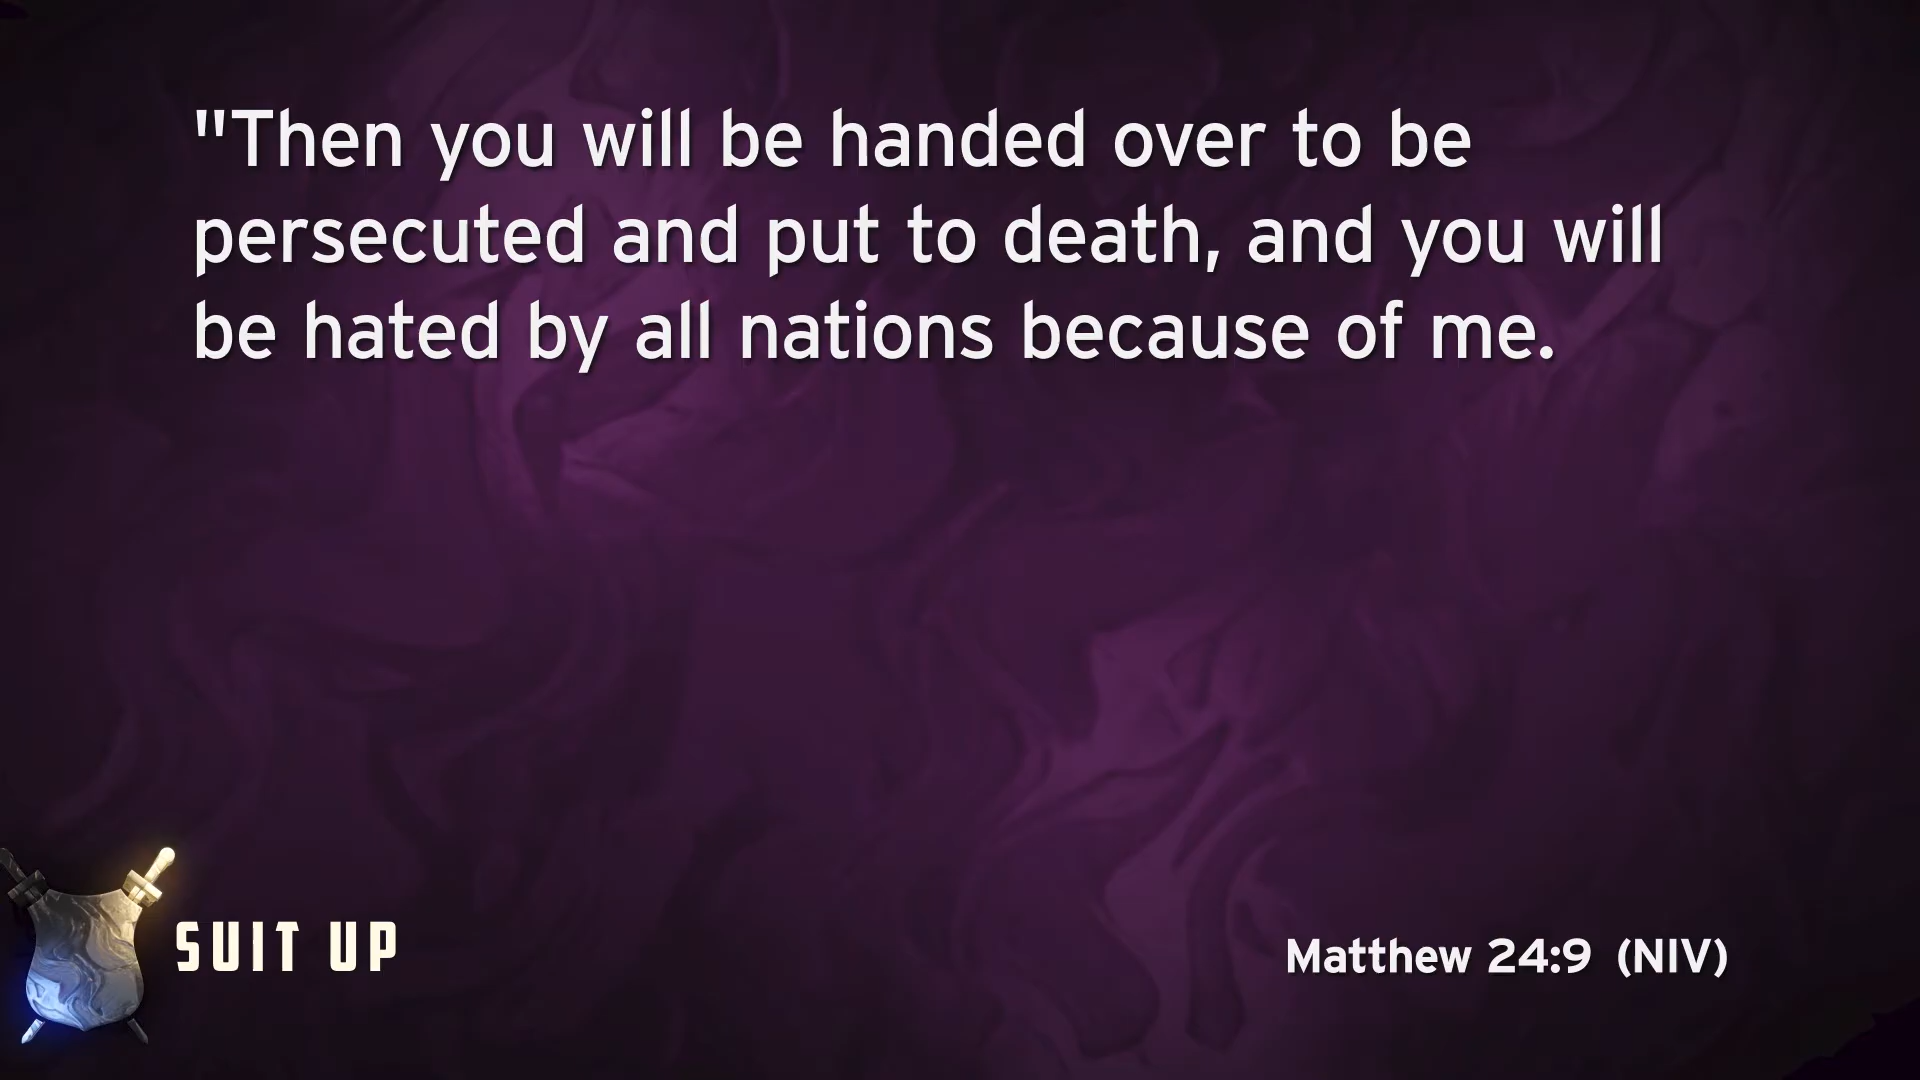 "Then you will be handed over to be
persecuted and put to death, and you will
be hated by all nations because of me.
SUIT UP
Matthew 24:9 (NIV)